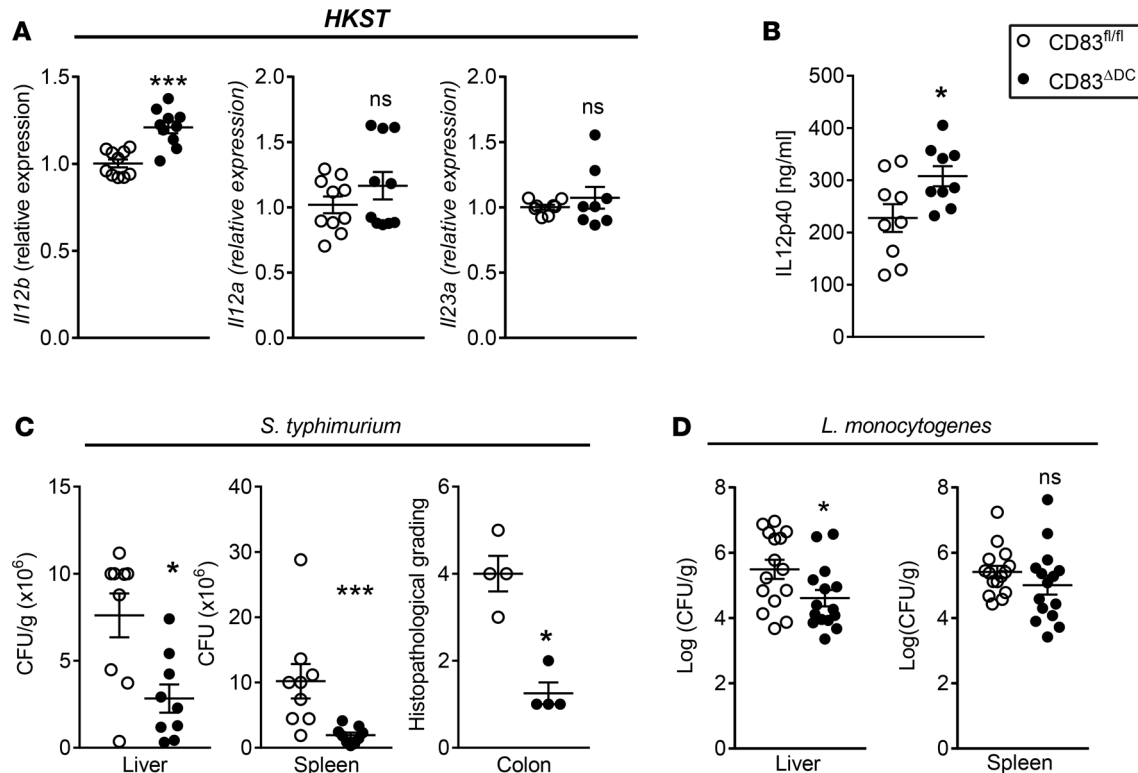 A
HKST
Il12b (relative expression)
1.5
1.0
0.5
0.0
***
Il12a (relative expression)
2.0
1.5
1.0
0.5
0.0
ns
Il23a (relative expression)
2.0
1.5
1.0
0.5
0.0
ns
B
IL12p40 [ng/ml]
500
400
300
200
100
0
*
CD83fl/fl
CD83ΔDC
C
S. typhimurium
CFU/g (x10⁶)
15
10
5
0
*
Liver
CFU (x10⁶)
40
30
20
10
0
***
Spleen
Histopathological grading
6
4
2
0
*
Colon
D
L. monocytogenes
Log (CFU/g)
8
6
4
2
0
*
Liver
Log(CFU/g)
8
6
4
2
0
ns
Spleen